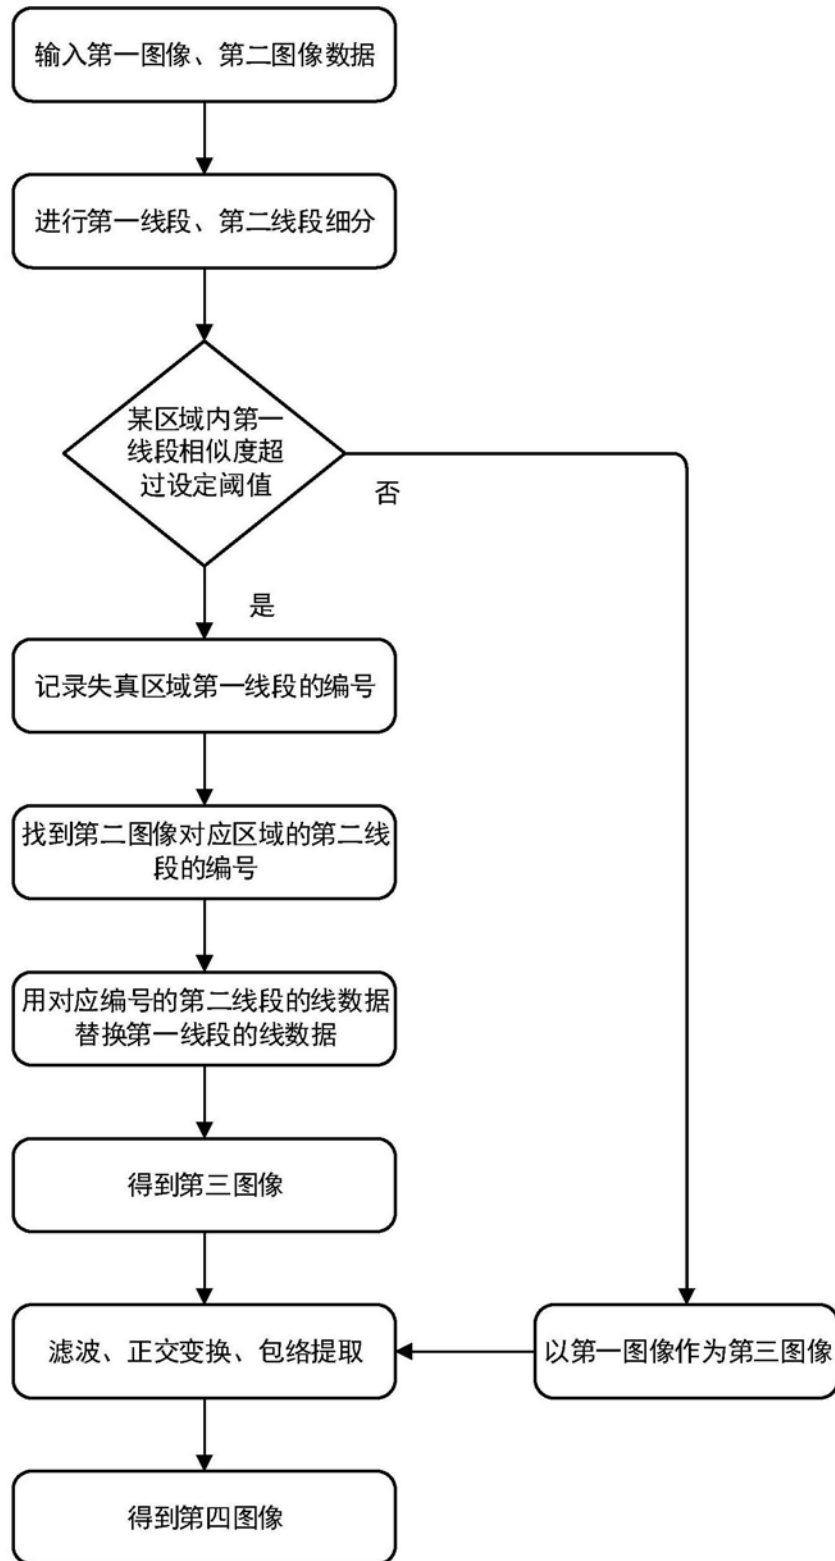 输入第一图像、第二图像数据
进行第一线段、第二线段细分
某区域内第一
线段相似度超
过设定阈值
否
是
记录失真区域第一线段的编号
找到第二图像对应区域的第二线
段的编号
用对应编号的第二线段的线数据
替换第一线段的线数据
得到第三图像
滤波、正交变换、包络提取
以第一图像作为第三图像
得到第四图像